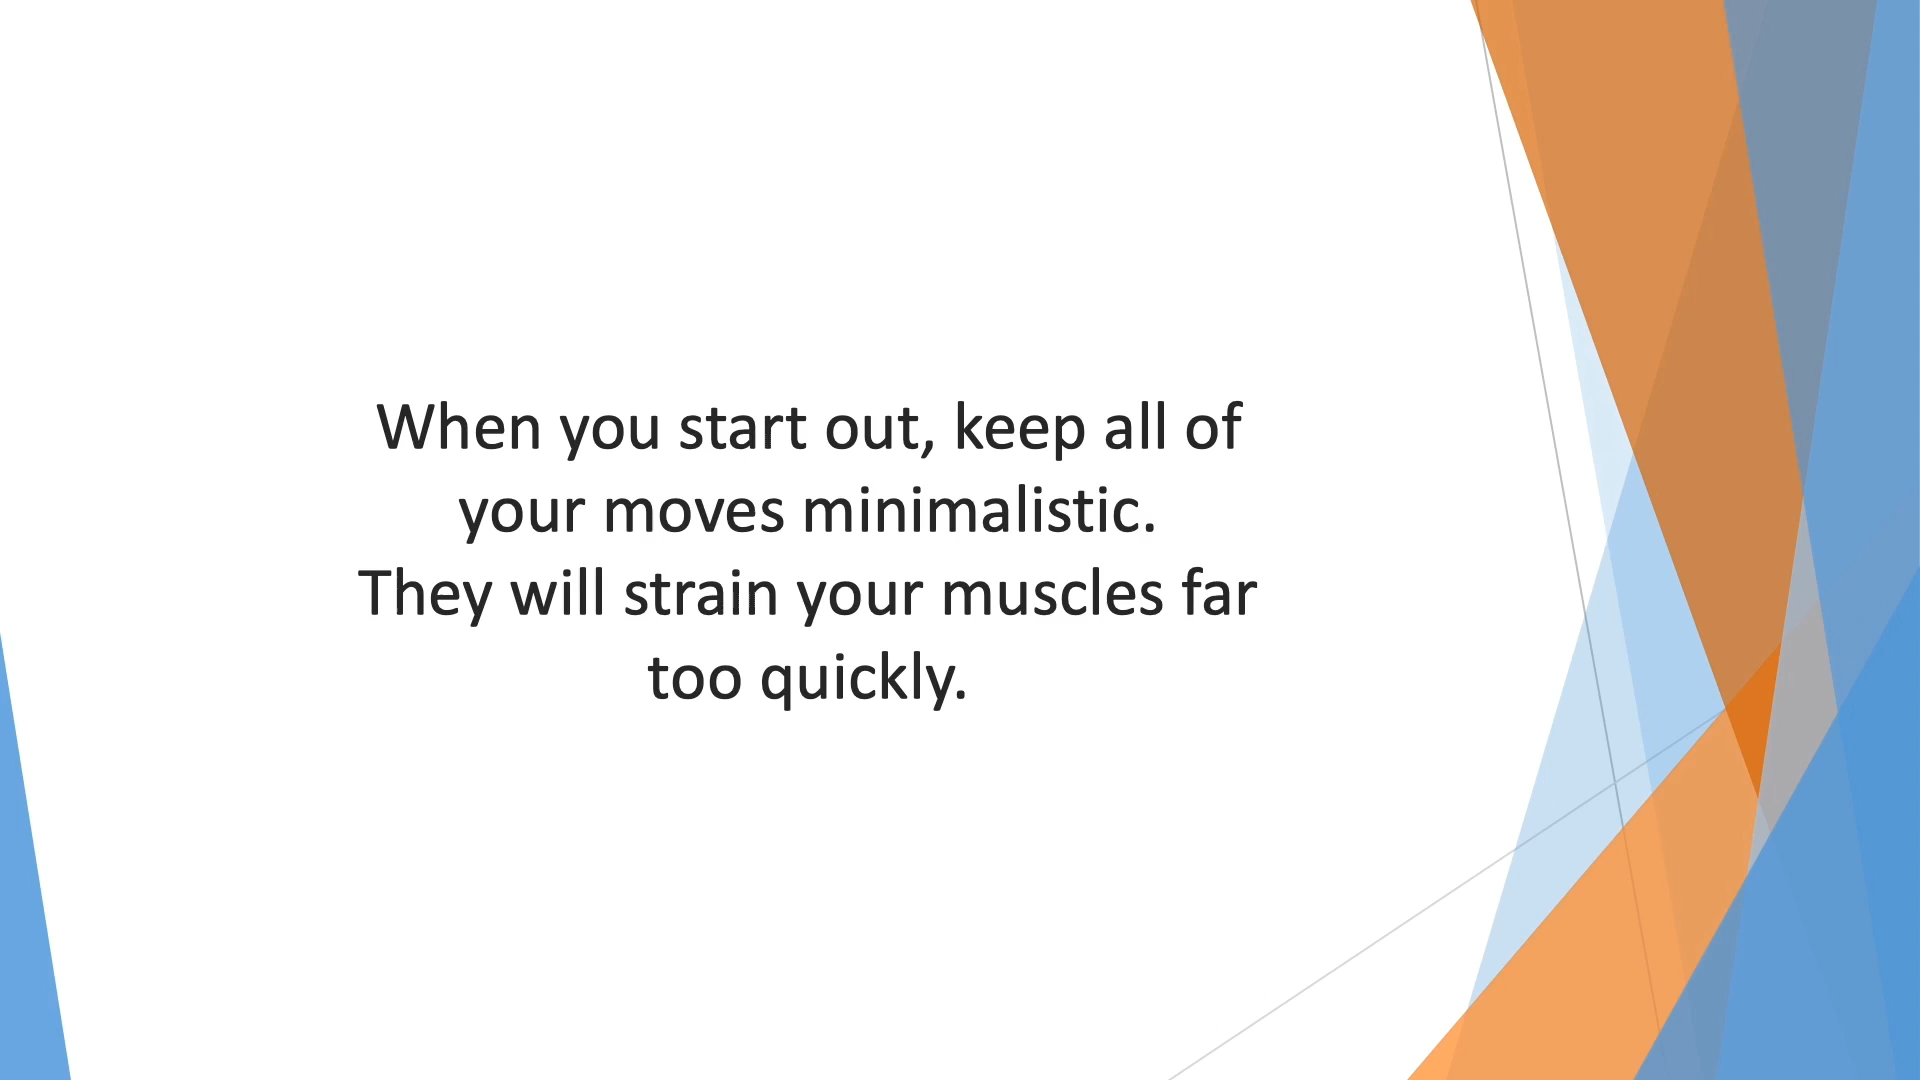 When you start out, keep all of
your moves minimalistic.
They will strain your muscles far
too quickly.